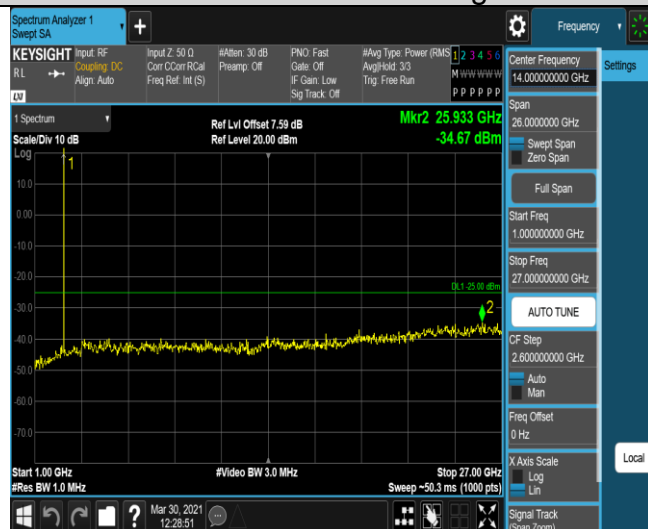 Spectrum Analyzer 1
Swept SA
+
Frequency
KEYSIGHT
RL
Input: RF
Coupling: DC
Align: Auto
Input Z: 50 Ω
Corr CCorr RCal
Freq Ref: Int (S)
#Atten: 30 dB
Preamp: Off
PNO: Fast
Gate: Off
IF Gain: Low
Sig Track: Off
#Avg Type: Power (RMS
Avg|Hold: 3/3
Trig: Free Run
1 2 3 4 5 6
M W W W W W
P P P P P P
1 Spectrum
Scale/Div 10 dB
Log
Ref Lvl Offset 7.59 dB
Ref Level 20.00 dBm
Mkr2 25.933 GHz
-34.67 dBm
1
10.0
0.00
-10.0
-20.0
DL1 -25.00 dBm
2
-30.0
-40.0
-50.0
-60.0
-70.0
Start 1.00 GHz
#Res BW 1.0 MHz
#Video BW 3.0 MHz
Stop 27.00 GHz
Sweep ~50.3 ms (1000 pts)
Center Frequency
14.000000000 GHz
Span
26.0000000 GHz
Swept Span
Zero Span
Full Span
Start Freq
1.000000000 GHz
Stop Freq
27.000000000 GHz
AUTO TUNE
CF Step
2.600000000 GHz
Auto
Man
Freq Offset
0 Hz
X Axis Scale
Log
Lin
Signal Track
(Span Zoom)
Settings
Local
?
Mar 30, 2021
12:28:51